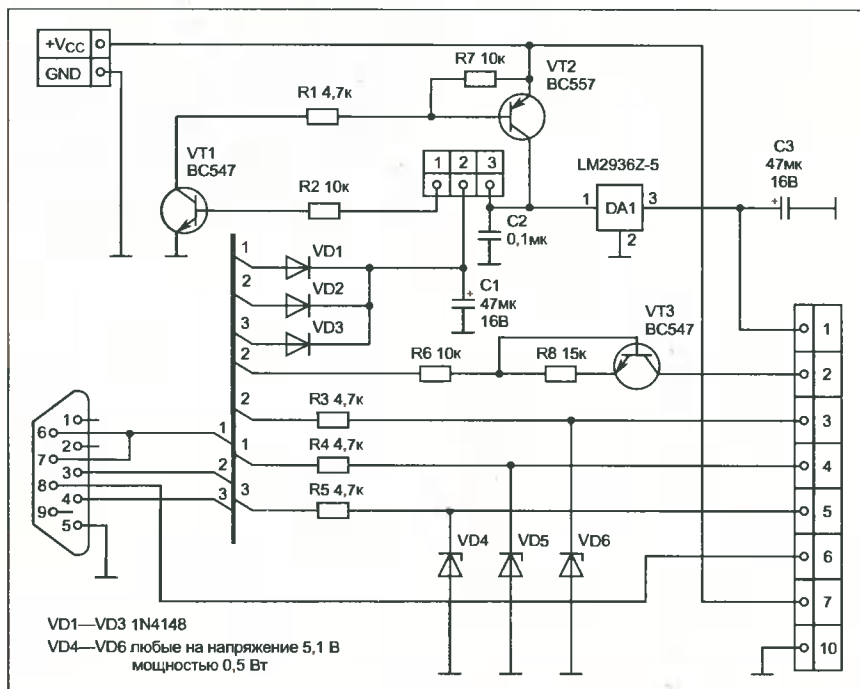 +VCC
GND
R7 10к
VT2
BC557
R1 4,7к
VT1
BC547
1 2 3
LM2936Z-5
C3
47мк
16В
R2 10к
1 DA1 3
2
C2
0,1мк
1
VD1
2
VD2
C1
47мк
16В
3
VD3
VT3
BC547
2
R6 10к
R8 15к
1
2
2
R3 4,7к
3
1
R4 4,7к
4
3
R5 4,7к
5
1
6
2
7
3
8
4
9
5
1
2
3
VD4
VD5
VD6
6
7
10
VD1—VD3 1N4148
VD4—VD6 любые на напряжение 5,1 В
мощностью 0,5 Вт